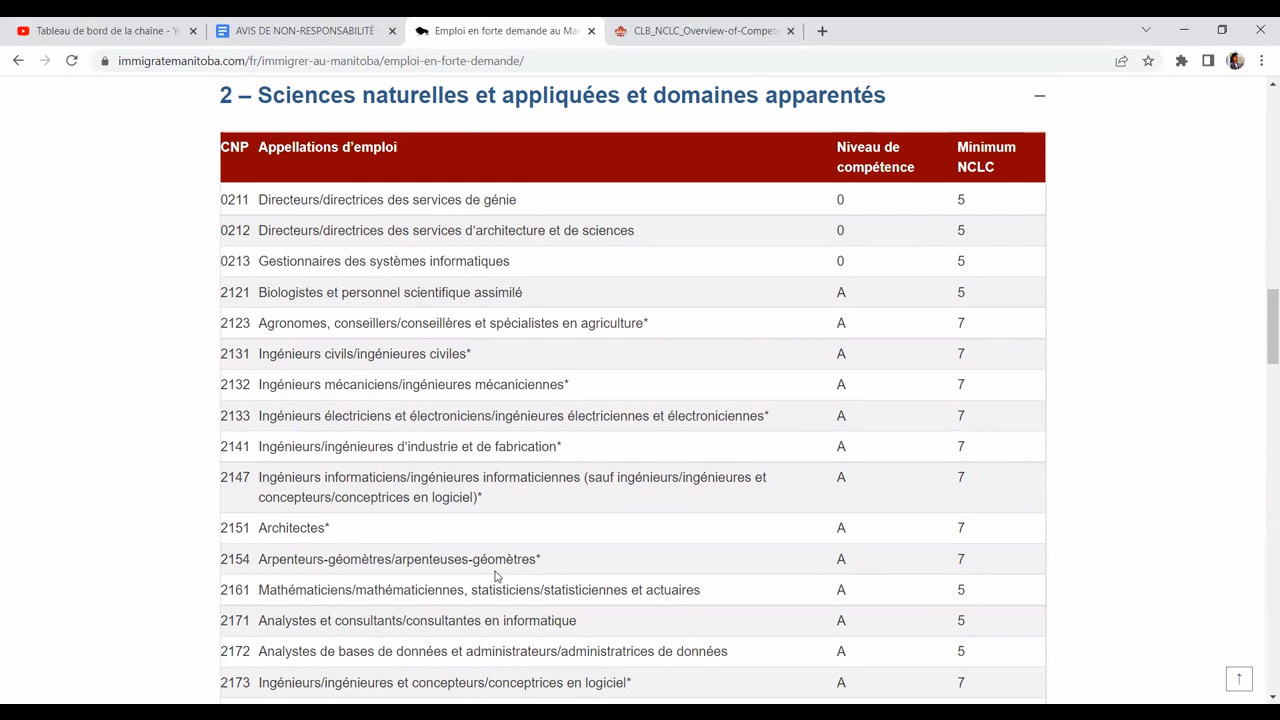 Tableau de bord de la chaîne - Y
AVIS DE NON-RESPONSABILITÉ
Emploi en forte demande au Ma
CLB_NCLC_Overview-of-Compet
immigratemanitoba.com/fr/immigrer-au-manitoba/emploi-en-forte-demande/
2 – Sciences naturelles et appliquées et domaines apparentés
CNP Appellations d’emploi Niveau de compétence Minimum NCLC
0211 Directeurs/directrices des services de génie 0 5
0212 Directeurs/directrices des services d’architecture et de sciences 0 5
0213 Gestionnaires des systèmes informatiques 0 5
2121 Biologistes et personnel scientifique assimilé A 5
2123 Agronomes, conseillers/conseillères et spécialistes en agriculture* A 7
2131 Ingénieurs civils/ingénieures civiles* A 7
2132 Ingénieurs mécaniciens/ingénieures mécaniciennes* A 7
2133 Ingénieurs électriciens et électroniciens/ingénieures électriciennes et électroniciennes* A 7
2141 Ingénieurs/ingénieures d’industrie et de fabrication* A 7
2147 Ingénieurs informaticiens/ingénieures informaticiennes (sauf ingénieurs/ingénieures et A 7
concepteurs/conceptrices en logiciel)*
2151 Architectes* A 7
2154 Arpenteurs-géomètres/arpenteuses-géomètres* A 7
2161 Mathématiciens/mathématiciennes, statisticiens/statisticiennes et actuaires A 5
2171 Analystes et consultants/consultantes en informatique A 5
2172 Analystes de bases de données et administrateurs/administratrices de données A 5
2173 Ingénieurs/ingénieures et concepteurs/conceptrices en logiciel* A 7